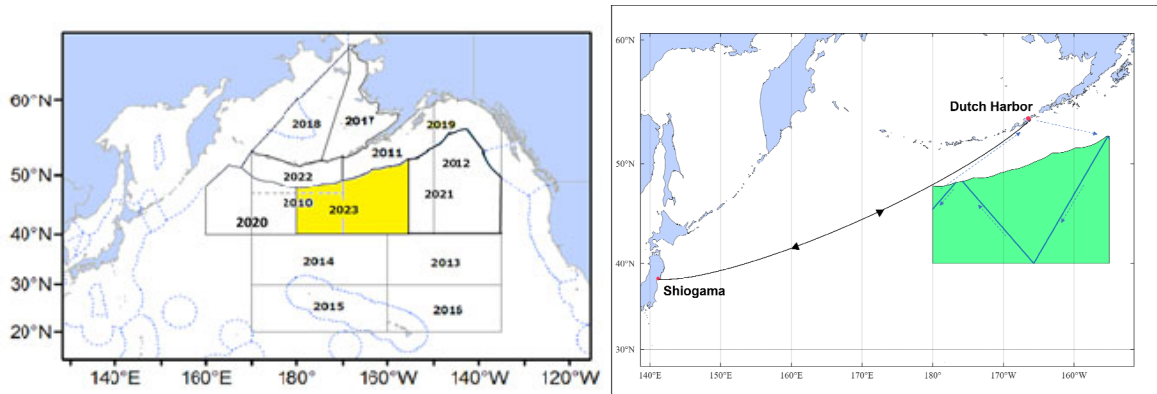 60°N
50°N
40°N
30°N
20°N
2018
2017
2019
2011
2012
2022
2010
2023
2021
2020
2014
2013
2015
2016
140°E
160°E
180°
160°W
140°W
120°W
60°N
50°N
40°N
30°N
Dutch Harbor
Shiogama
140°E
150°E
160°E
170°E
180°
170°W
160°W